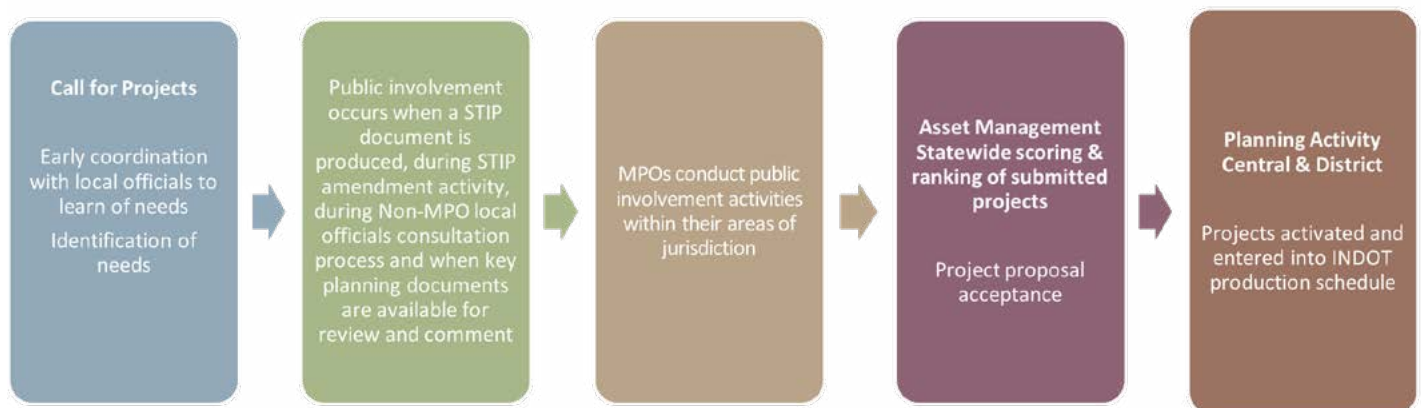 Call for Projects
Early coordination
with local officials to
learn of needs
Identification of
needs
Public involvement
occurs when a STIP
document is
produced, during STIP
amendment activity,
during Non-MPO local
officials consultation
process and when key
planning documents
are available for
review and comment
MPOs conduct public
involvement activities
within their areas of
jurisdiction
Asset Management
Statewide scoring &
ranking of submitted
projects
Project proposal
acceptance
Planning Activity
Central & District
Projects activated and
entered into INDOT
production schedule